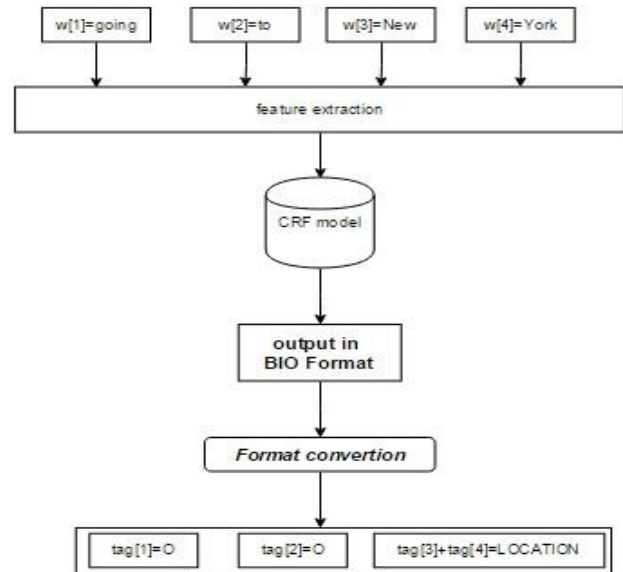 w[1]=going
w[2]=to
w[3]=New
w[4]=York
feature extraction
CRF model
output in
BIO Format
Format convertion
tag[1]=O
tag[2]=O
tag[3]+tag[4]=LOCATION